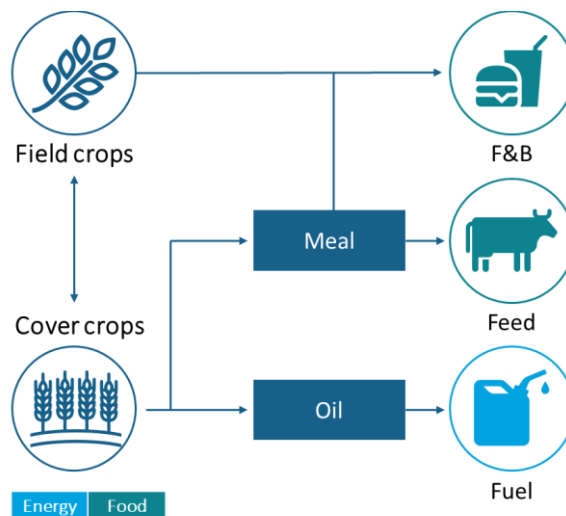 Field crops
F&B
Meal
Cover crops
Feed
Oil
Fuel
Energy Food